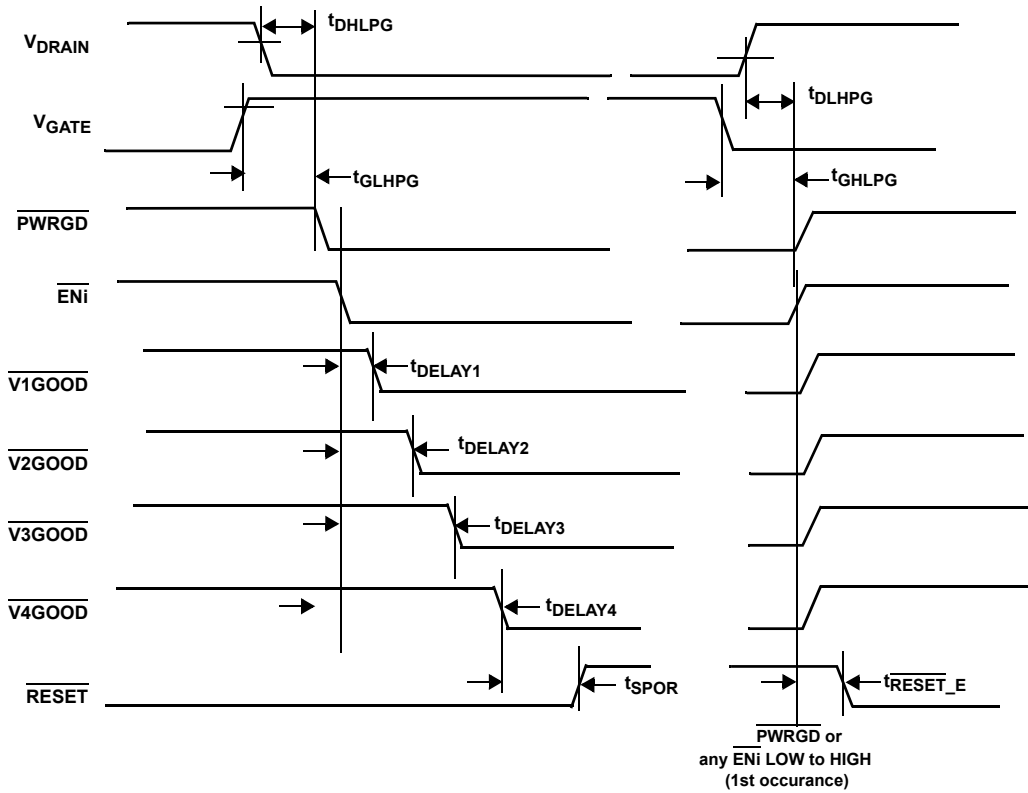 VDRAIN
tDHLPG
tDLHPG
VGATE
tGLHPG
tGHLPG
PWRGD
ENi
V1GOOD
tDELAY1
V2GOOD
tDELAY2
V3GOOD
tDELAY3
V4GOOD
tDELAY4
RESET
tSPOR
tRESET_E
PWRGD or
any ENi LOW to HIGH
(1st occurance)